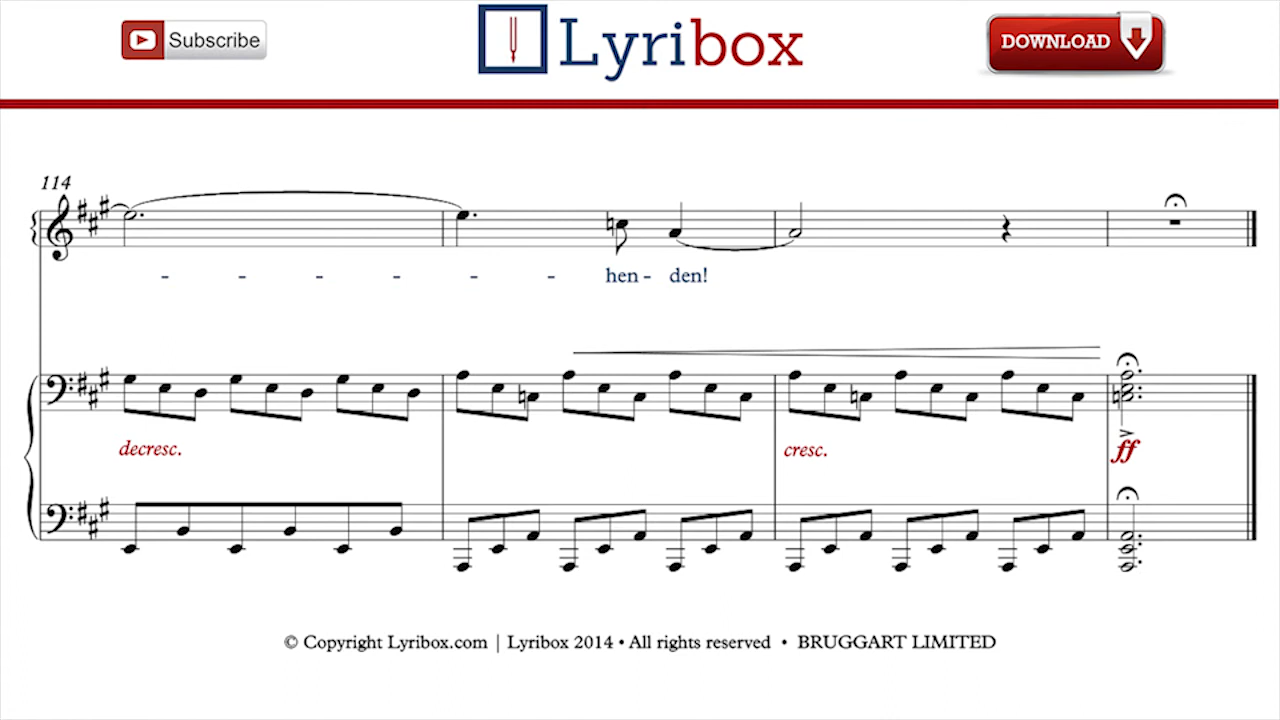 Subscribe
Lyribox
DOWNLOAD
114
- - - - - - hen - den!
decresc.
cresc.
ff
© Copyright Lyribox.com | Lyribox 2014 • All rights reserved • BRUGGART LIMITED